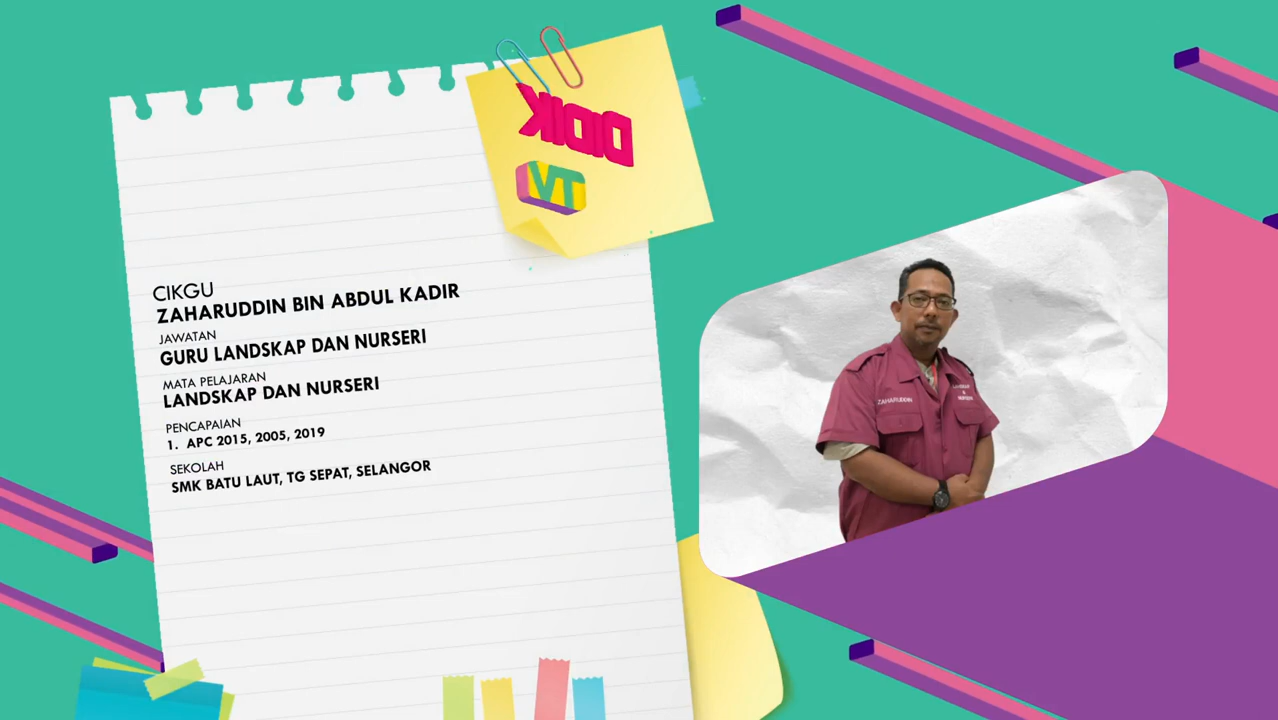 DIDIK
TV
CIKGU
ZAHARUDDIN BIN ABDUL KADIR
JAWATAN
GURU LANDSKAP DAN NURSERI
MATA PELAJARAN
LANDSKAP DAN NURSERI
PENCAPAIAN
1. APC 2015, 2005, 2019
SEKOLAH
SMK BATU LAUT, TG SEPAT, SELANGOR
ZAHARUDDIN